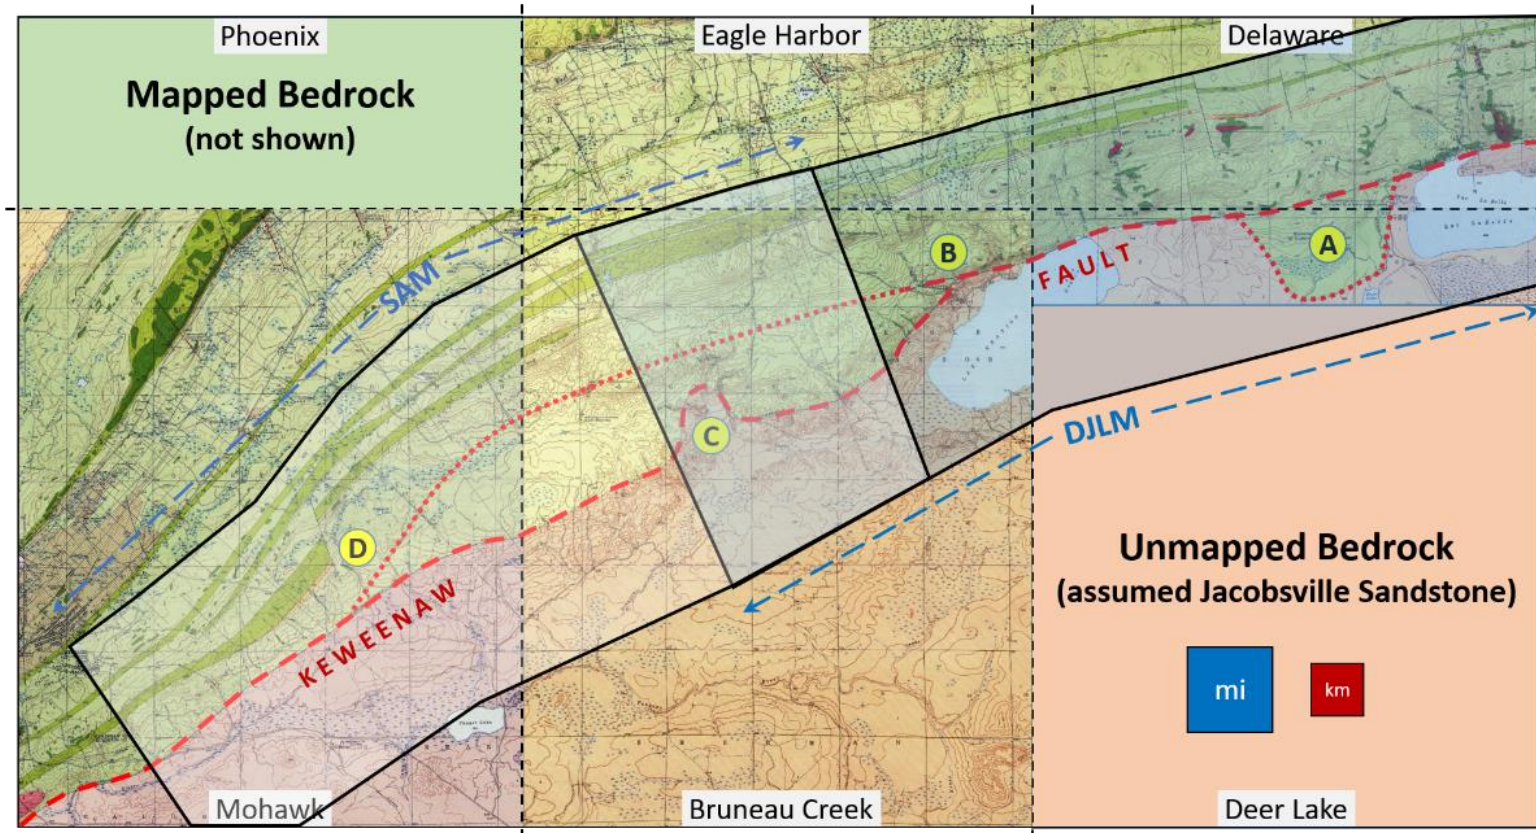 Phoenix
Eagle Harbor
Delaware
Mapped Bedrock
(not shown)
SAM
B
A
FAULT
C
DJLM
D
KEWEENAW
Unmapped Bedrock
(assumed Jacobsville Sandstone)
mi
km
Mohawk
Bruneau Creek
Deer Lake